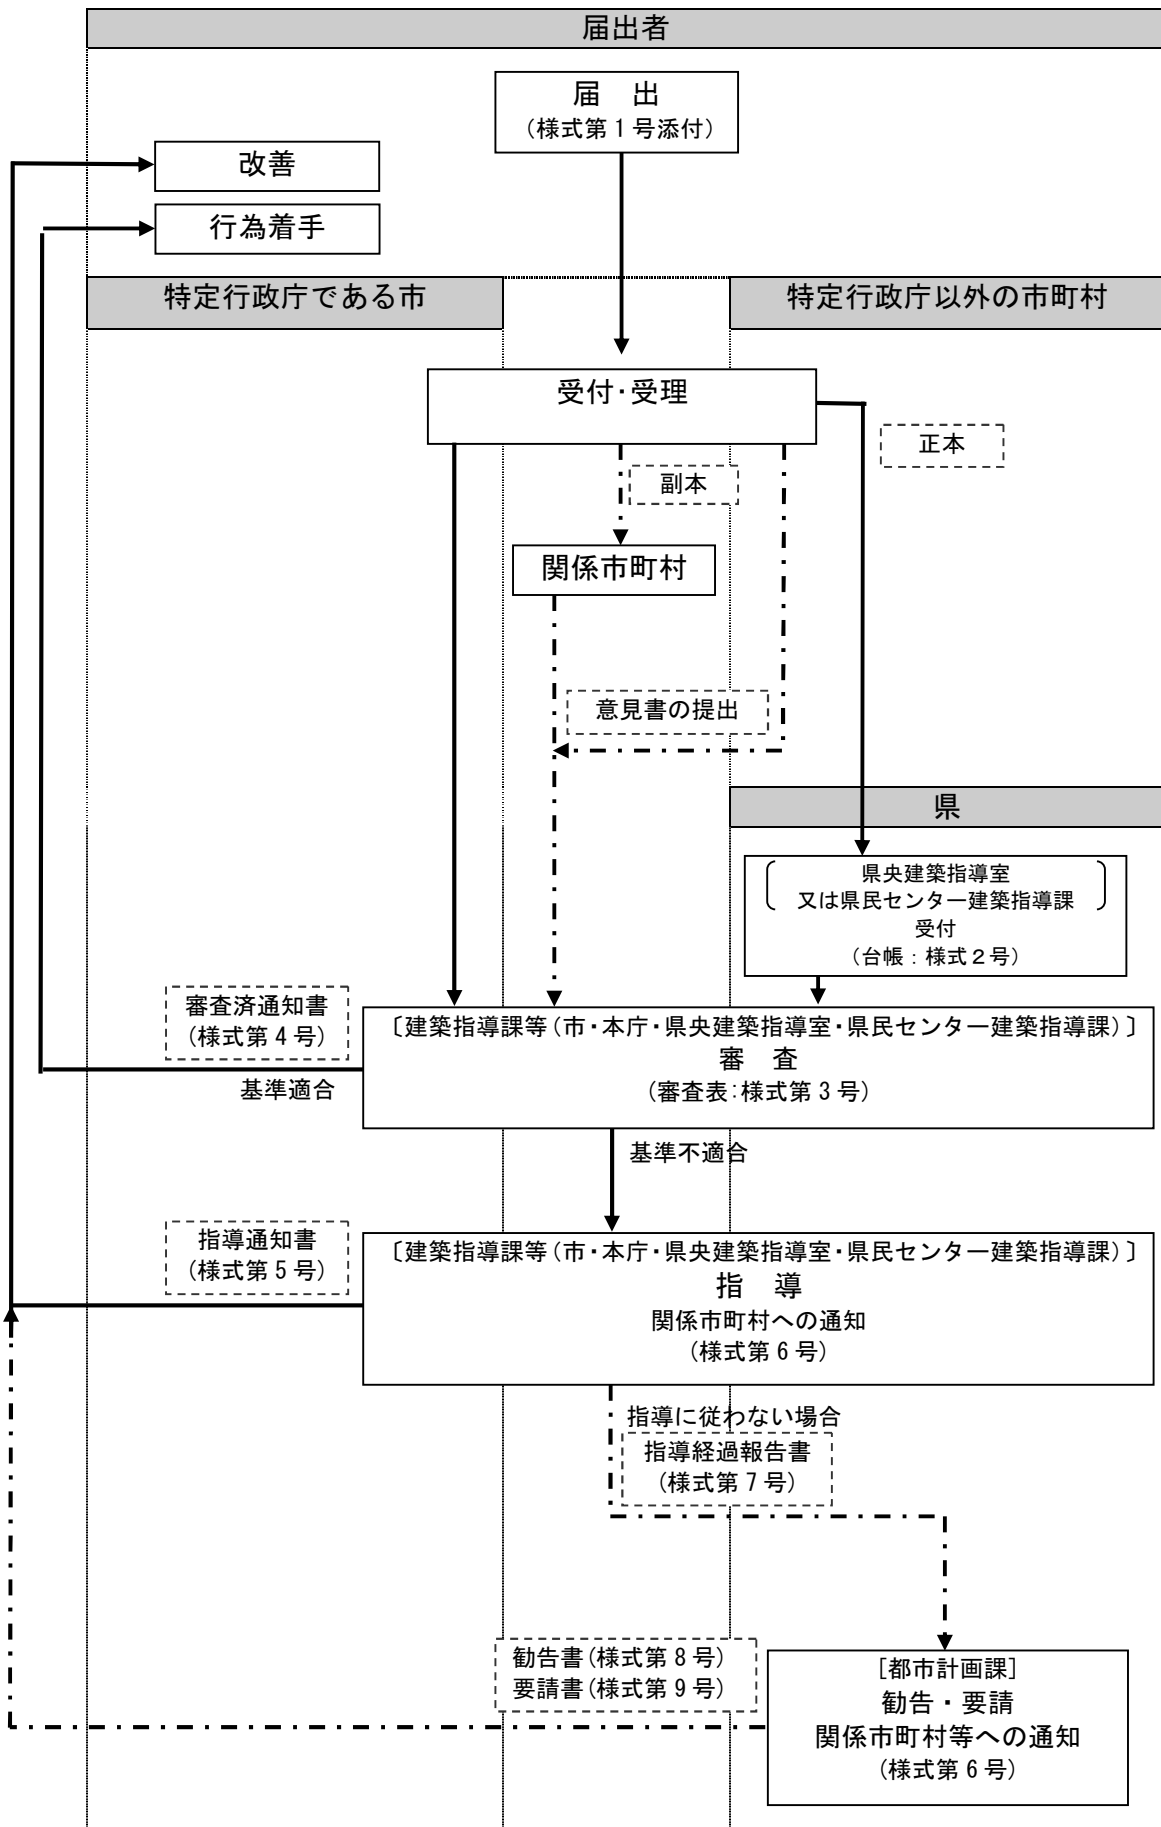 届出者
届　出
（様式第１号添付）
改善
行為着手
特定行政庁である市
特定行政庁以外の市町村
受付・受理
正本
副本
関係市町村
意見書の提出
県
県央建築指導室
又は県民センター建築指導課
受付
（台帳：様式２号）
審査済通知書
（様式第４号）
〔建築指導課等（市・本庁・県央建築指導室・県民センター建築指導課）〕
審　査
（審査表：様式第３号）
基準適合
基準不適合
指導通知書
（様式第５号）
〔建築指導課等（市・本庁・県央建築指導室・県民センター建築指導課）〕
指　導
関係市町村への通知
（様式第６号）
指導に従わない場合
指導経過報告書
（様式第７号）
勧告書（様式第８号）
要請書（様式第９号）
［都市計画課］
勧告・要請
関係市町村等への通知
（様式第６号）